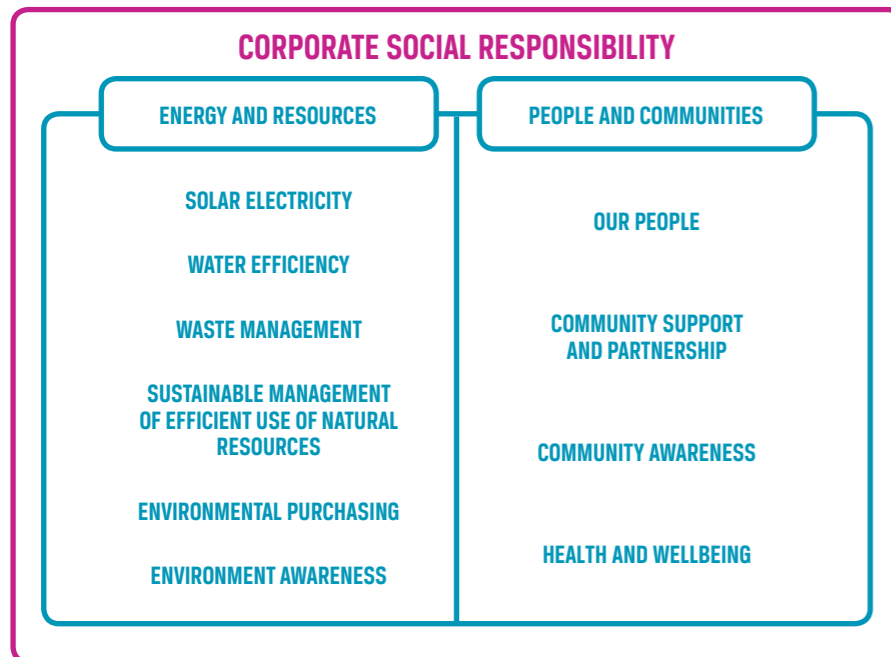 CORPORATE SOCIAL RESPONSIBILITY
ENERGY AND RESOURCES
SOLAR ELECTRICITY
WATER EFFICIENCY
WASTE MANAGEMENT
SUSTAINABLE MANAGEMENT
OF EFFICIENT USE OF NATURAL
RESOURCES
ENVIRONMENTAL PURCHASING
ENVIRONMENT AWARENESS
PEOPLE AND COMMUNITIES
OUR PEOPLE
COMMUNITY SUPPORT
AND PARTNERSHIP
COMMUNITY AWARENESS
HEALTH AND WELLBEING